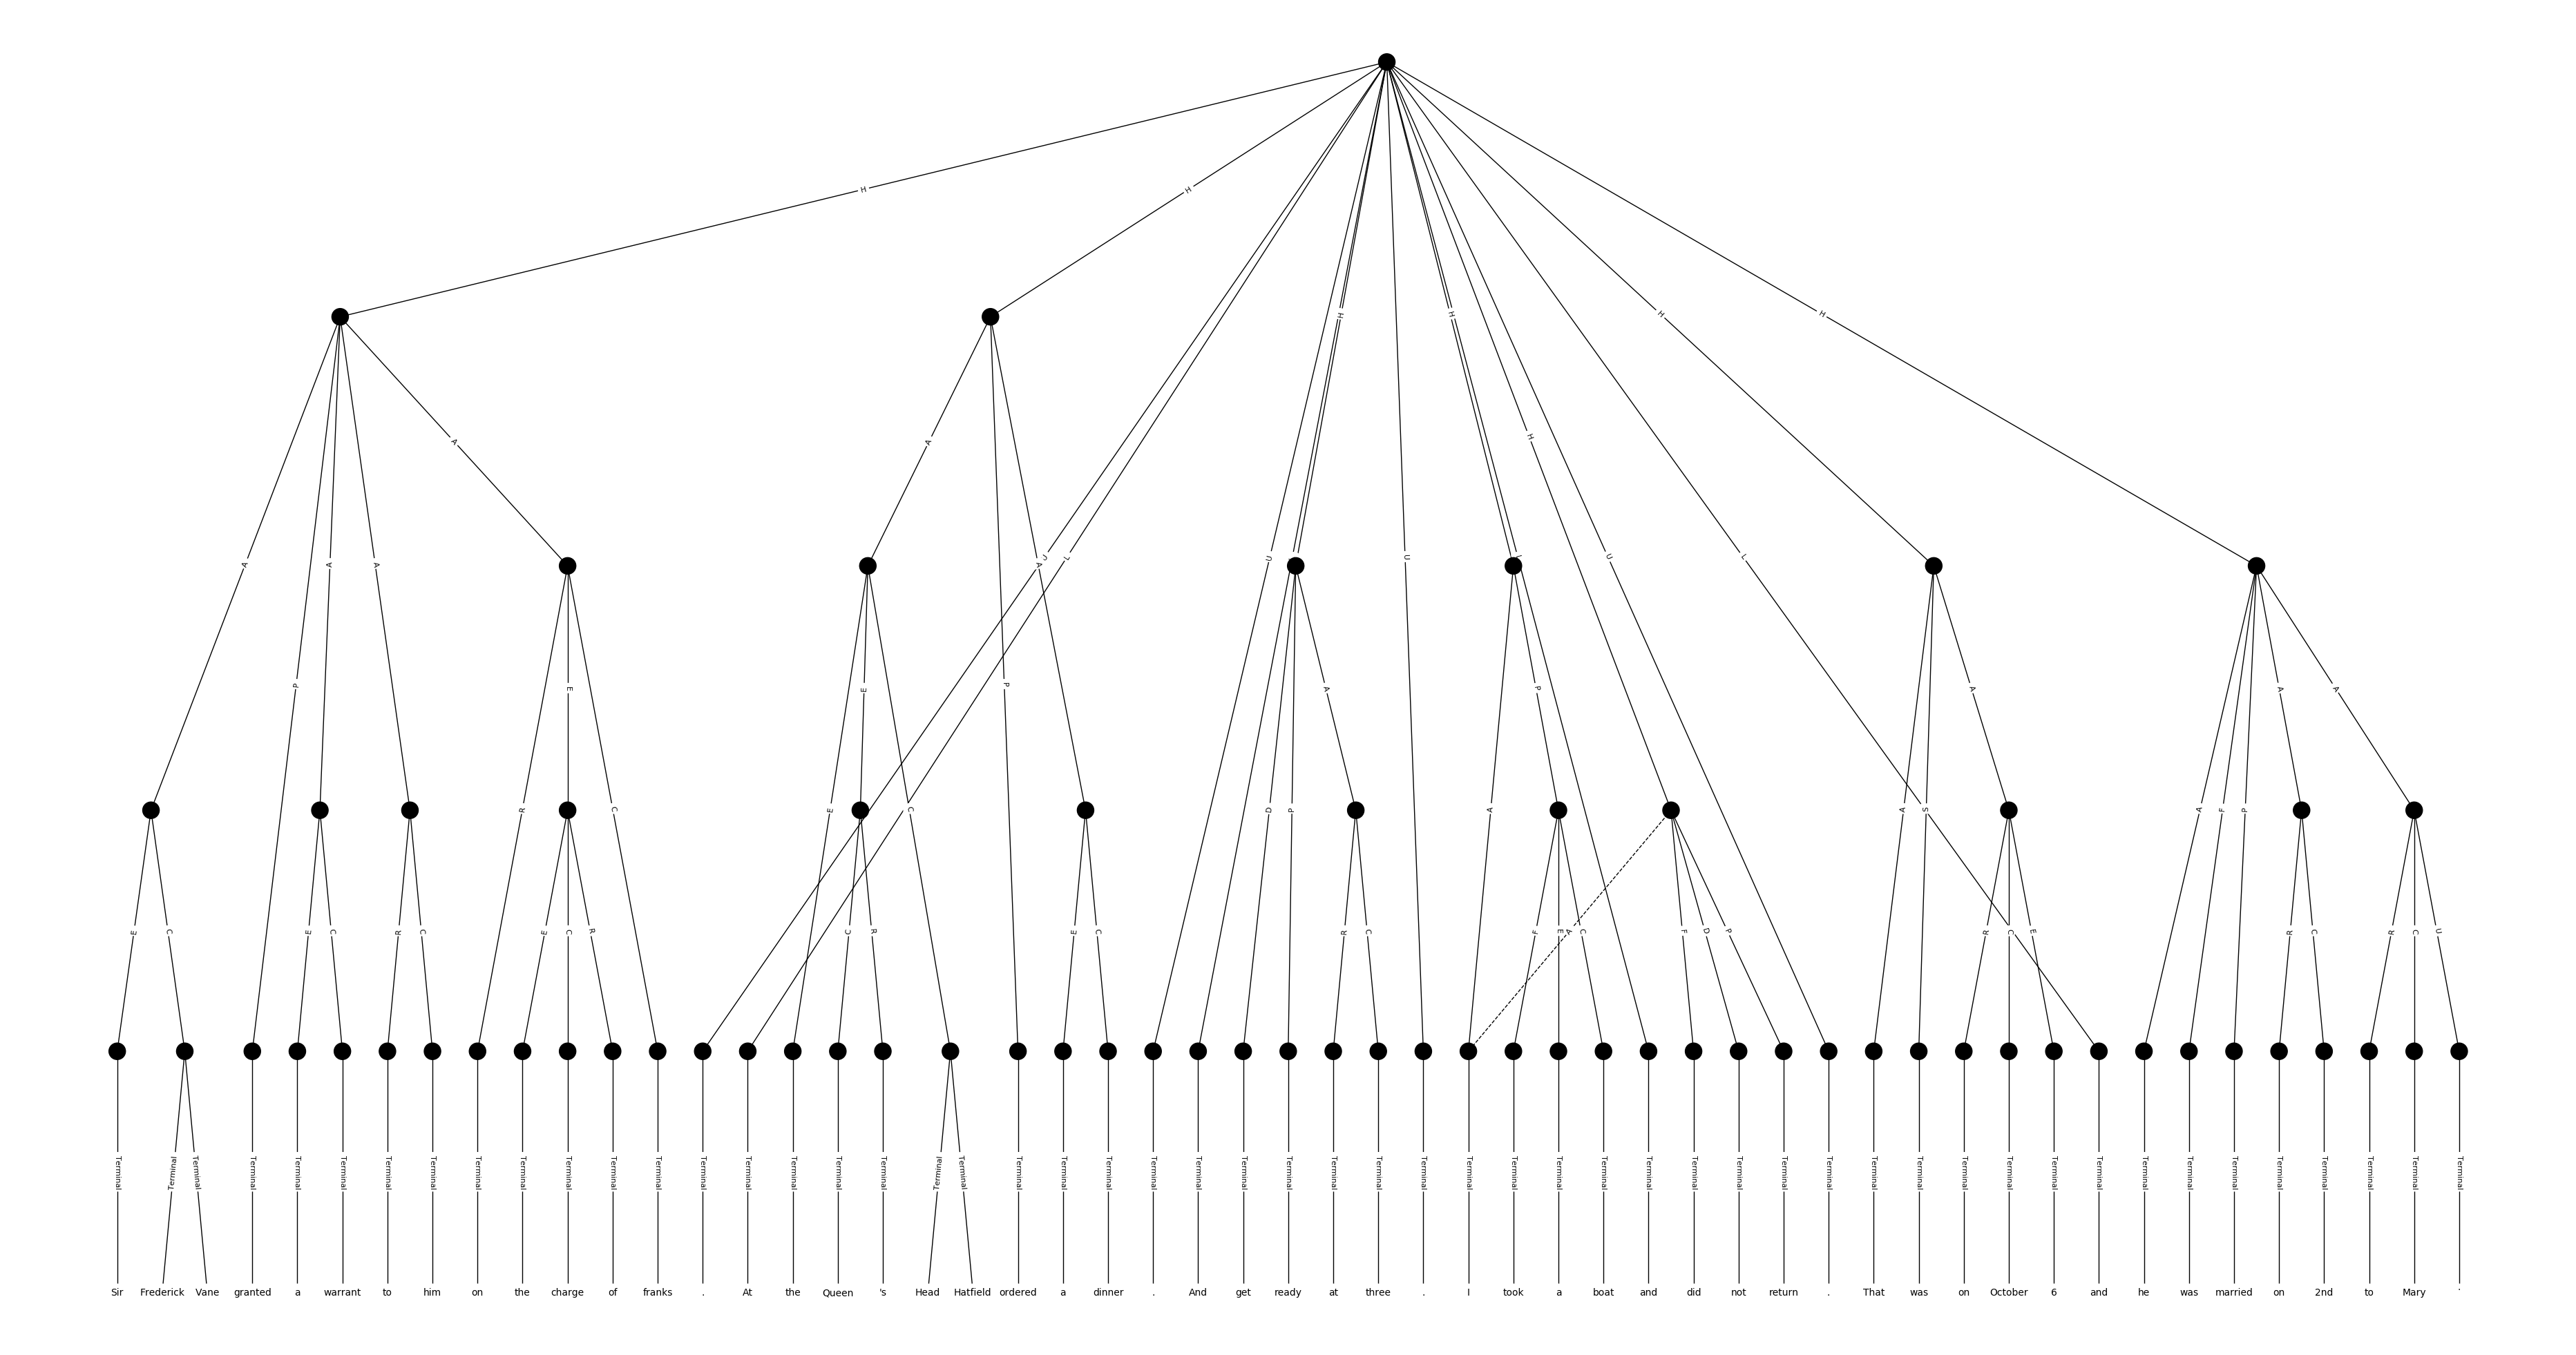 H H
H H H H
H
A
A A A U L U L U U L
P A E E P D P A P A A A
A R E C A D P A A S A F P
E C E C R C E C R C R E C R C F E A C F D P R C E R C R C U
Terminal Terminal Terminal Terminal Terminal Terminal Terminal Terminal Terminal Terminal Terminal Terminal Terminal Terminal Terminal Terminal Terminal Terminal Terminal Terminal Terminal Terminal Terminal Terminal Terminal Terminal Terminal Terminal Terminal Terminal Terminal Terminal Terminal Terminal Terminal Terminal Terminal Terminal Terminal Terminal Terminal Terminal Terminal Terminal Terminal Terminal Terminal Terminal Terminal Terminal Terminal Terminal Terminal
Sir Frederick Vane granted a warrant to him on the charge of franks . At the Queen 's Head Hatfield ordered a dinner . And get ready at three . I took a boat and did not return . That was on October 6 and he was married on 2nd to Mary